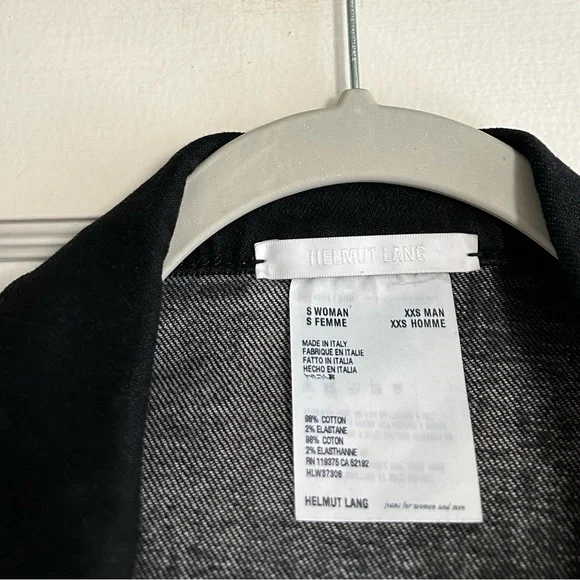 HELMUT LANG
S WOMAN XXS MAN
S FEMME XXS HOMME
MADE IN ITALY
FABRIQUÉ EN ITALIE
FATTO IN ITALIA
HECHO EN ITALIA
98% COTTON
2% ELASTANE
98% COTON
2% ELASTHANNE
RN 119375 CA 52192
HLW37308
HELMUT LANG jeans for women and men